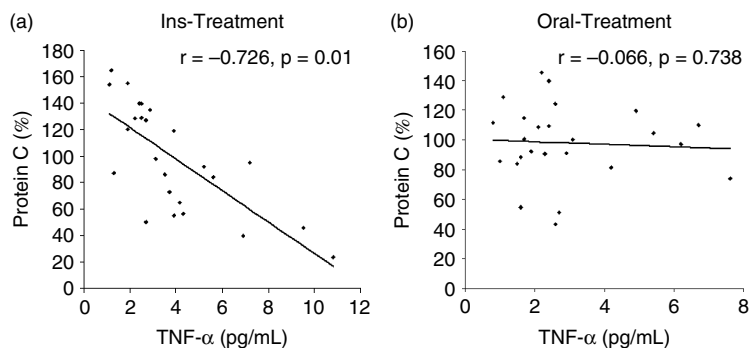 (a) Ins-Treatment
r = –0.726, p = 0.01
Protein C (%)
180
160
140
120
100
80
60
40
20
0
0 2 4 6 8 10 12
TNF-α (pg/mL)
(b) Oral-Treatment
r = –0.066, p = 0.738
Protein C (%)
160
140
120
100
80
60
40
20
0
0 2 4 6 8
TNF-α (pg/mL)